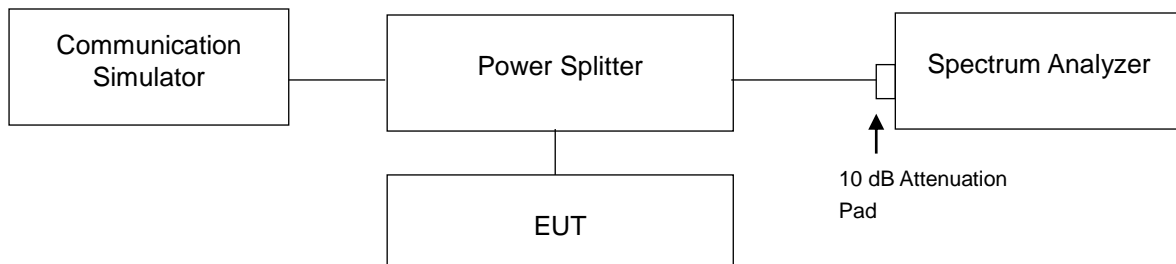 Communication
Simulator
Power Splitter
Spectrum Analyzer
10 dB Attenuation
Pad
EUT